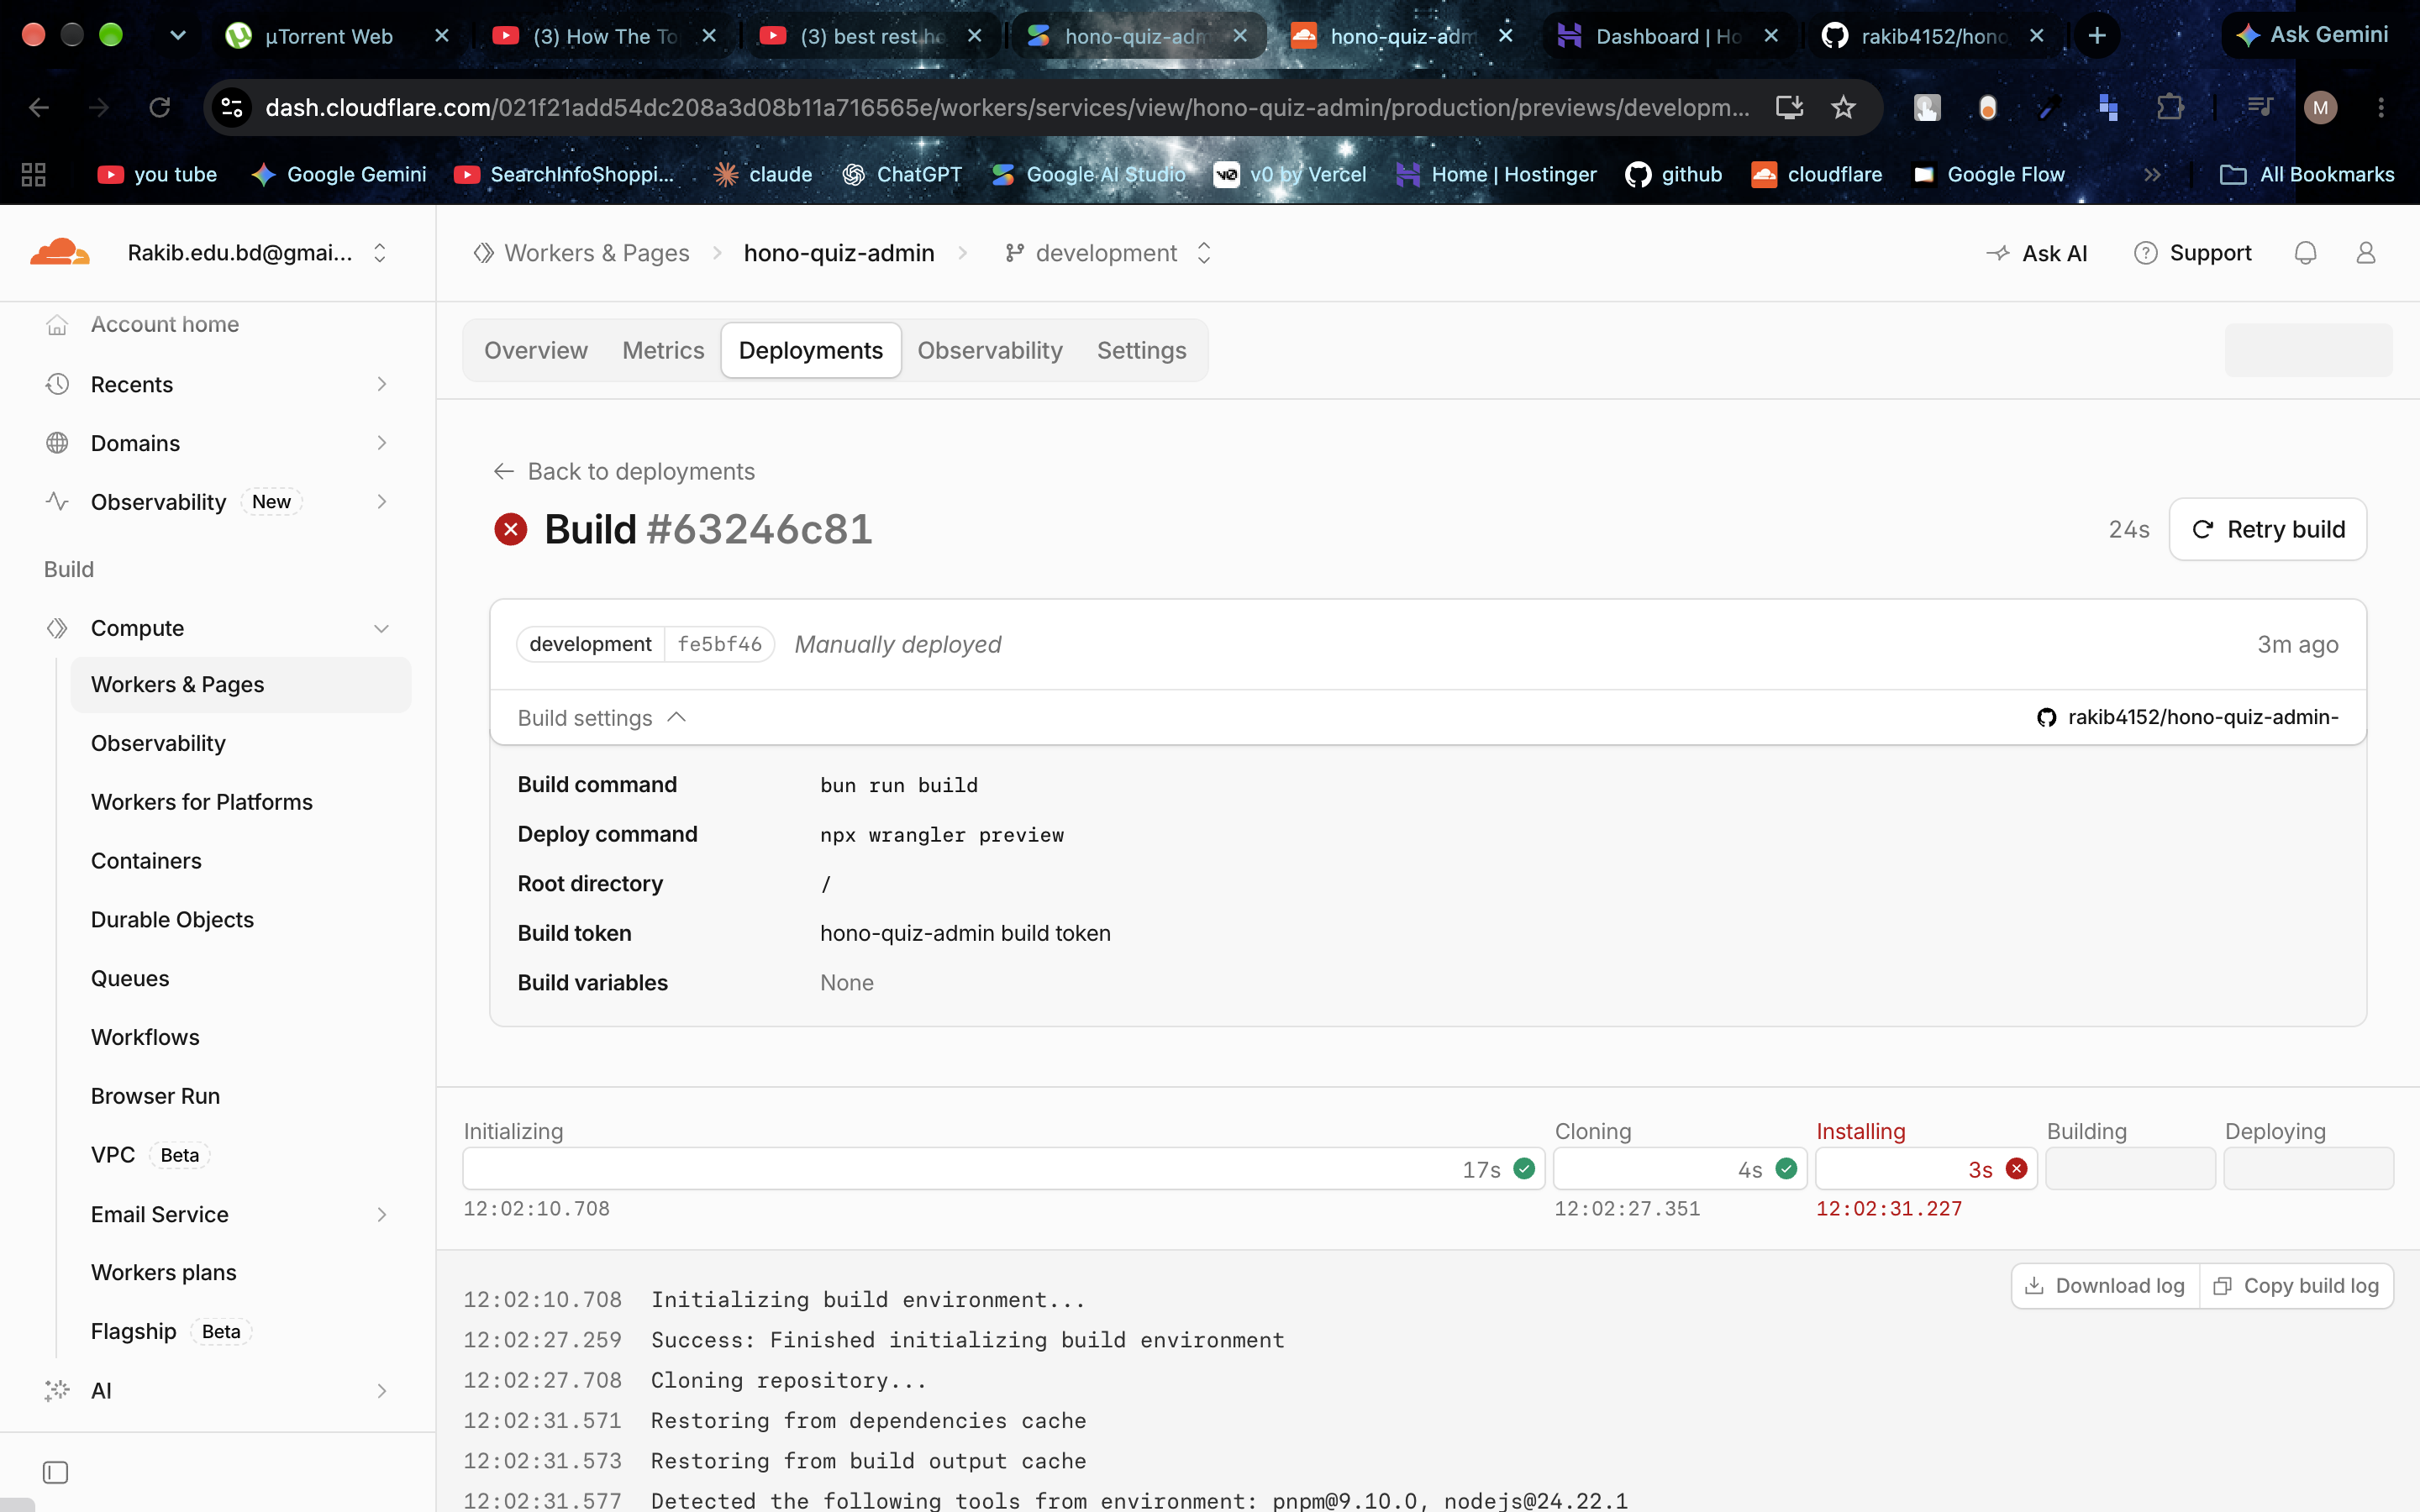 µTorrent Web
(3) How The To
(3) best rest he
hono-quiz-adm
hono-quiz-adm
Dashboard | Ho
rakib4152/hono
Ask Gemini
dash.cloudflare.com/021f21add54dc208a3d08b11a716565e/workers/services/view/hono-quiz-admin/production/previews/developm...
M
you tube
Google Gemini
SearchInfoShoppi...
claude
ChatGPT
Google AI Studio
v0 by Vercel
Home | Hostinger
github
cloudflare
Google Flow
All Bookmarks
Rakib.edu.bd@gmai...
Workers & Pages
hono-quiz-admin
development
Ask AI
Support
Account home
Recents
Domains
Observability New
Build
Compute
Workers & Pages
Observability
Workers for Platforms
Containers
Durable Objects
Queues
Workflows
Browser Run
VPC Beta
Email Service
Workers plans
Flagship Beta
AI
Overview
Metrics
Deployments
Observability
Settings
Back to deployments
Build #63246c81
24s
Retry build
development fe5bf46 Manually deployed
3m ago
Build settings
rakib4152/hono-quiz-admin-
Build command bun run build
Deploy command npx wrangler preview
Root directory /
Build token hono-quiz-admin build token
Build variables None
Initializing
17s
12:02:10.708
Cloning
4s
12:02:27.351
Installing
3s
12:02:31.227
Building
Deploying
Download log
Copy build log
12:02:10.708 Initializing build environment...
12:02:27.259 Success: Finished initializing build environment
12:02:27.708 Cloning repository...
12:02:31.571 Restoring from dependencies cache
12:02:31.573 Restoring from build output cache
12:02:31.577 Detected the following tools from environment: pnpm@9.10.0, nodejs@24.22.1